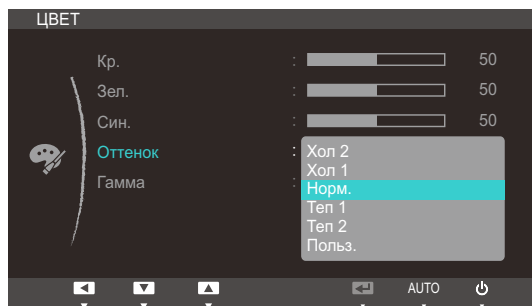 ЦВЕТ
Кр. : 50
Зел. : 50
Син. : 50
Оттенок : Хол 2
Хол 1
Гамма : Норм.
Теп 1
Теп 2
Польз.
AUTO